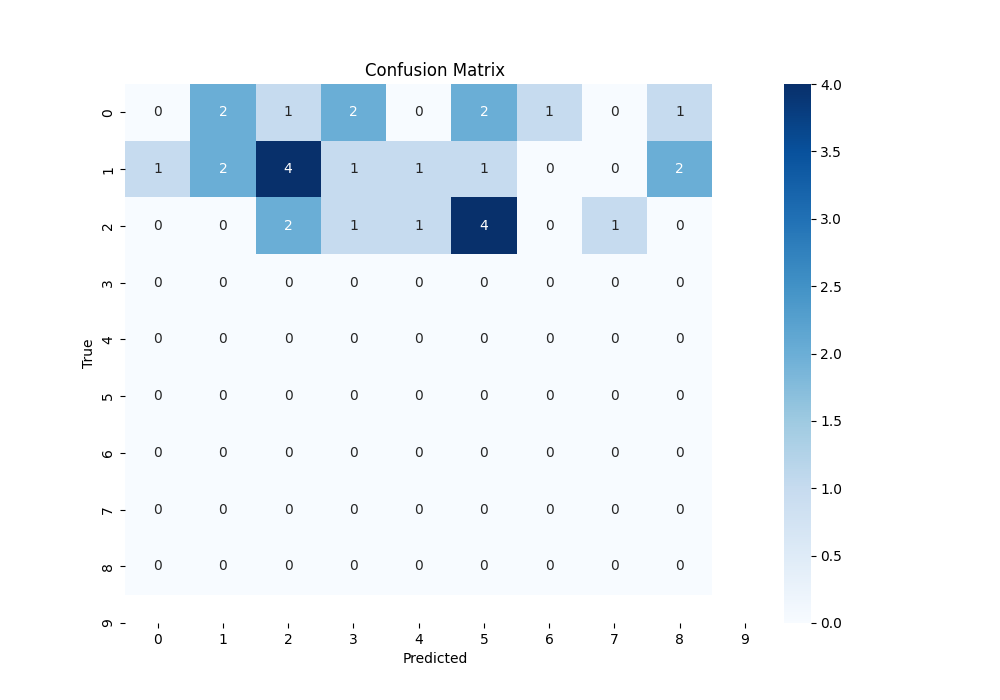 Confusion Matrix
0 0 2 1 2 0 2 1 0 1 4.0
3.5
1 1 2 4 1 1 1 0 0 2
3.0
2 0 0 2 1 1 4 0 1 0
2.5
3 0 0 0 0 0 0 0 0 0
True 4 0 0 0 0 0 0 0 0 0 2.0
5 0 0 0 0 0 0 0 0 0
1.5
6 0 0 0 0 0 0 0 0 0
1.0
7 0 0 0 0 0 0 0 0 0
0.5
8 0 0 0 0 0 0 0 0 0
9 0.0
0 1 2 3 4 5 6 7 8 9
Predicted